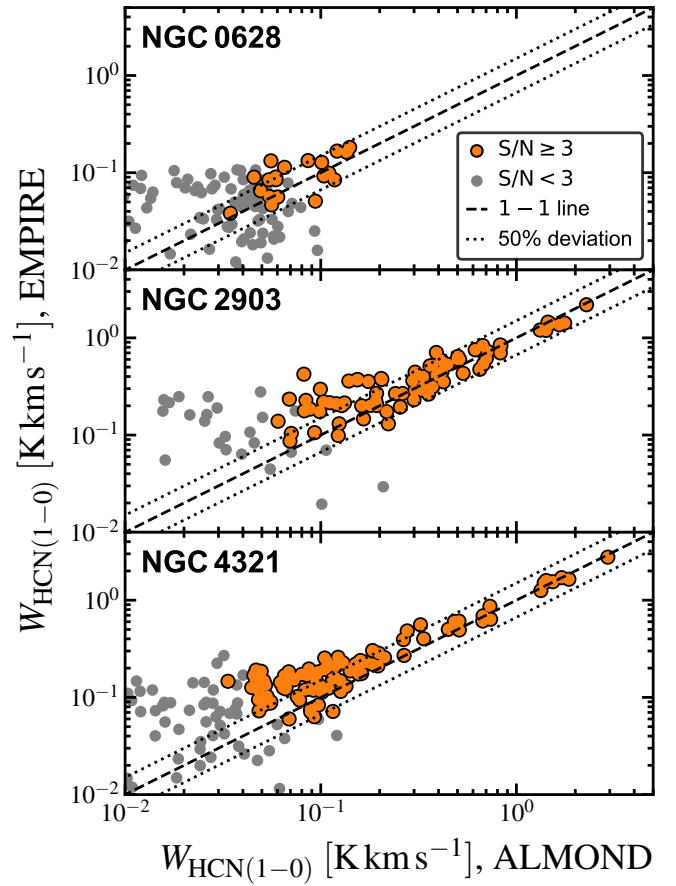 NGC 0628
10⁰
10⁻¹
10⁻²
S/N ≥ 3
S/N < 3
1 − 1 line
50% deviation
NGC 2903
10⁰
10⁻¹
10⁻²
NGC 4321
10⁰
10⁻¹
10⁻²
10⁻² 10⁻¹ 10⁰
W_HCN(1−0) [K km s⁻¹], EMPIRE
W_HCN(1−0) [K km s⁻¹], ALMOND